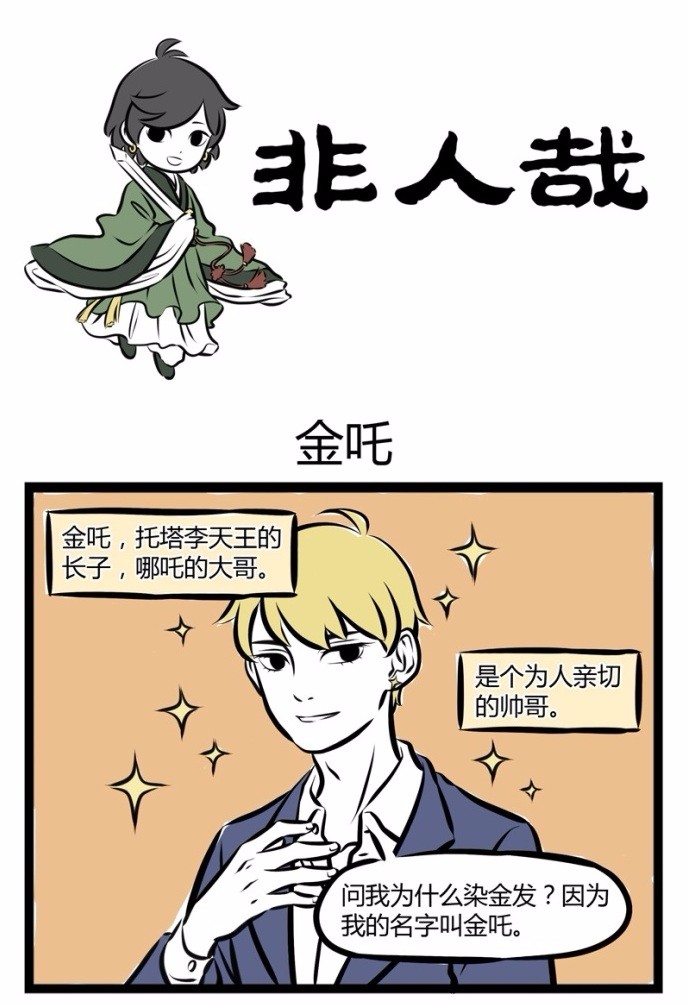 非人哉
金吒
金吒，托塔李天王的
长子，哪吒的大哥。
是个为人亲切
的帅哥。
问我为什么染金发？因为
我的名字叫金吒。